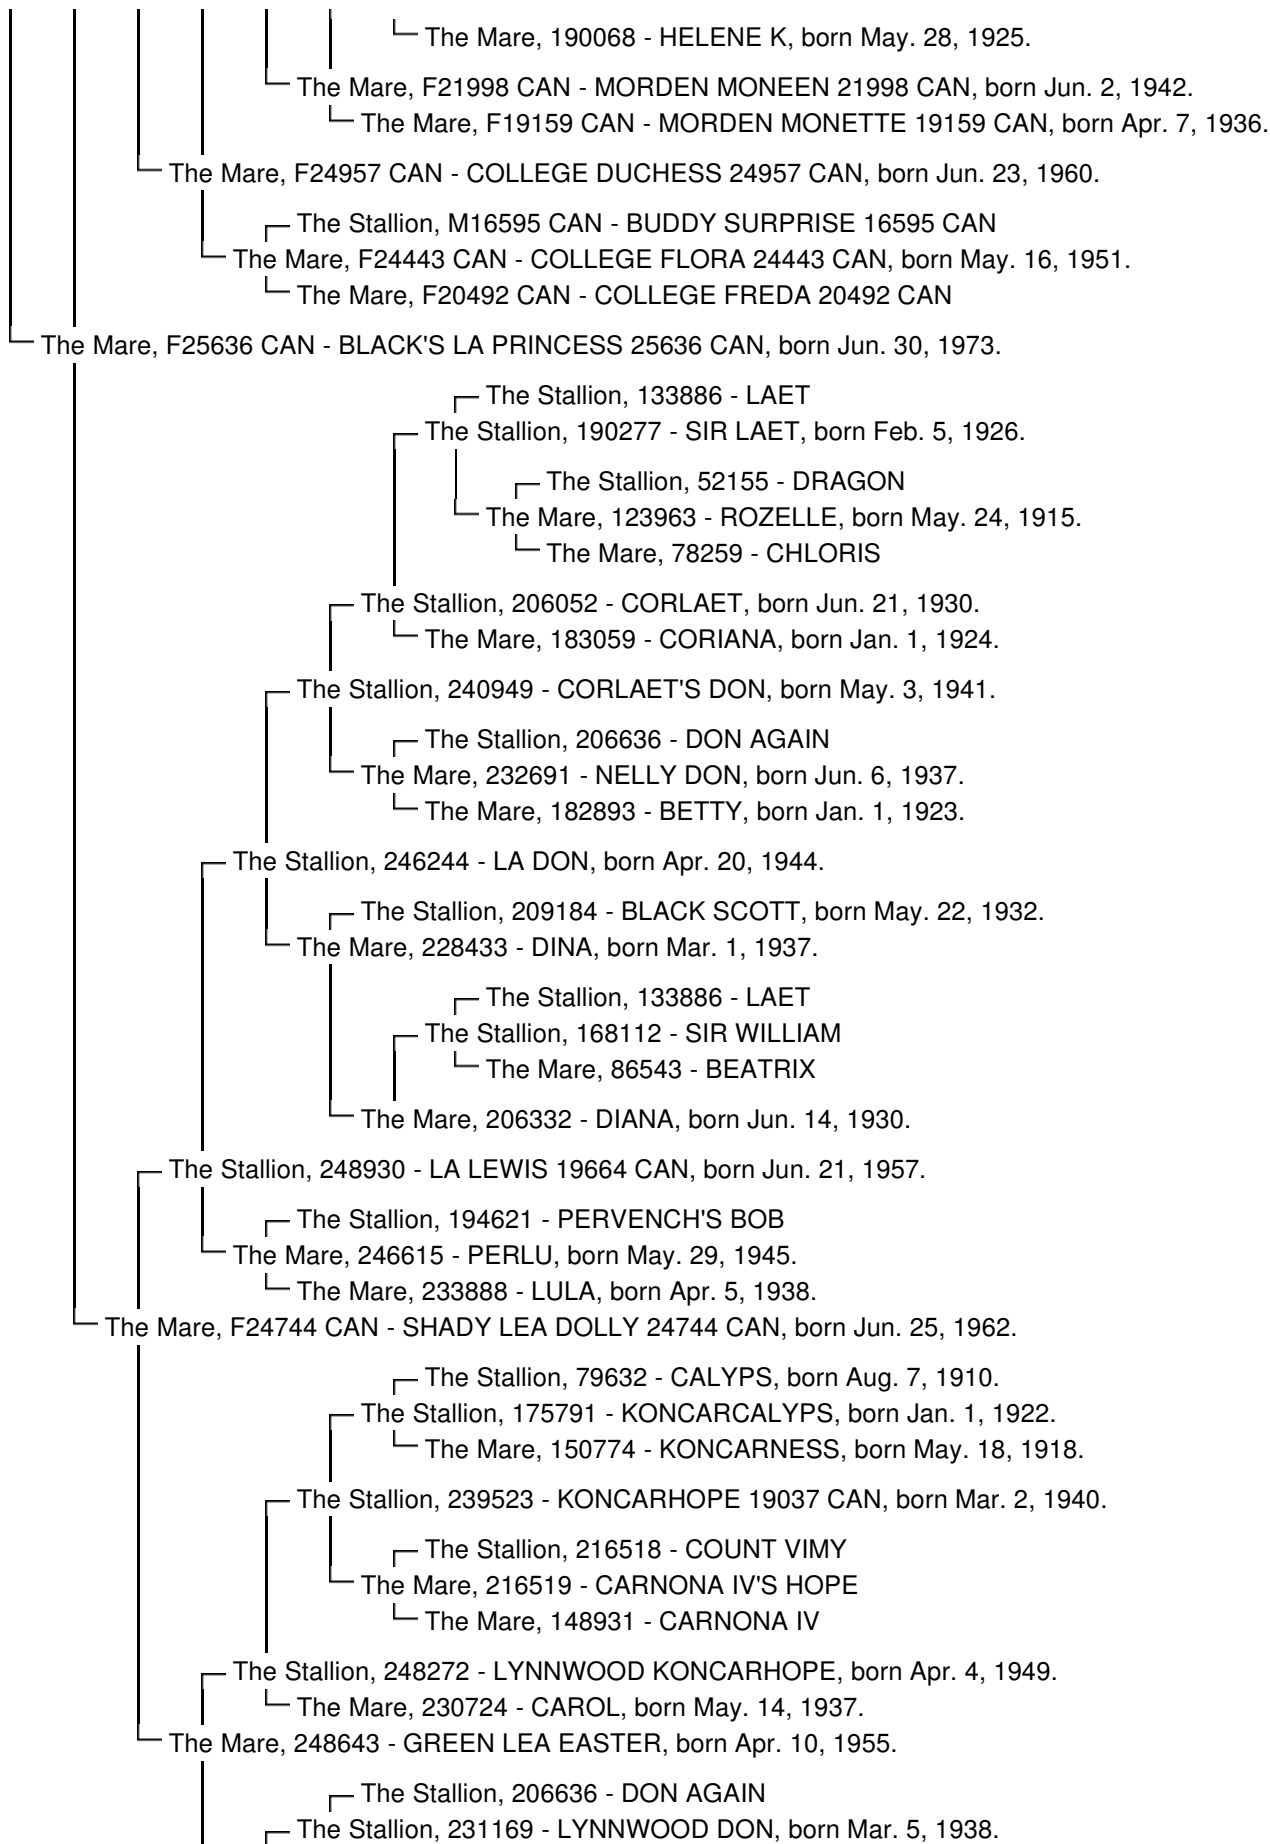 The Mare, 190068 - HELENE K, born May. 28, 1925.
The Mare, F21998 CAN - MORDEN MONEEN 21998 CAN, born Jun. 2, 1942.
The Mare, F19159 CAN - MORDEN MONETTE 19159 CAN, born Apr. 7, 1936.
The Mare, F24957 CAN - COLLEGE DUCHESS 24957 CAN, born Jun. 23, 1960.
The Stallion, M16595 CAN - BUDDY SURPRISE 16595 CAN
The Mare, F24443 CAN - COLLEGE FLORA 24443 CAN, born May. 16, 1951.
The Mare, F20492 CAN - COLLEGE FREDA 20492 CAN
The Mare, F25636 CAN - BLACK'S LA PRINCESS 25636 CAN, born Jun. 30, 1973.
The Stallion, 133886 - LAET
The Stallion, 190277 - SIR LAET, born Feb. 5, 1926.
The Stallion, 52155 - DRAGON
The Mare, 123963 - ROZELLE, born May. 24, 1915.
The Mare, 78259 - CHLORIS
The Stallion, 206052 - CORLAET, born Jun. 21, 1930.
The Mare, 183059 - CORIANA, born Jan. 1, 1924.
The Stallion, 240949 - CORLAET'S DON, born May. 3, 1941.
The Stallion, 206636 - DON AGAIN
The Mare, 232691 - NELLY DON, born Jun. 6, 1937.
The Mare, 182893 - BETTY, born Jan. 1, 1923.
The Stallion, 246244 - LA DON, born Apr. 20, 1944.
The Stallion, 209184 - BLACK SCOTT, born May. 22, 1932.
The Mare, 228433 - DINA, born Mar. 1, 1937.
The Stallion, 133886 - LAET
The Stallion, 168112 - SIR WILLIAM
The Mare, 86543 - BEATRIX
The Mare, 206332 - DIANA, born Jun. 14, 1930.
The Stallion, 248930 - LA LEWIS 19664 CAN, born Jun. 21, 1957.
The Stallion, 194621 - PERVENCH'S BOB
The Mare, 246615 - PERLU, born May. 29, 1945.
The Mare, 233888 - LULA, born Apr. 5, 1938.
The Mare, F24744 CAN - SHADY LEA DOLLY 24744 CAN, born Jun. 25, 1962.
The Stallion, 79632 - CALYPS, born Aug. 7, 1910.
The Stallion, 175791 - KONCARCALYPS, born Jan. 1, 1922.
The Mare, 150774 - KONCARNESS, born May. 18, 1918.
The Stallion, 239523 - KONCARHOPE 19037 CAN, born Mar. 2, 1940.
The Stallion, 216518 - COUNT VIMY
The Mare, 216519 - CARNONA IV'S HOPE
The Mare, 148931 - CARNONA IV
The Stallion, 248272 - LYNNWOOD KONCARHOPE, born Apr. 4, 1949.
The Mare, 230724 - CAROL, born May. 14, 1937.
The Mare, 248643 - GREEN LEA EASTER, born Apr. 10, 1955.
The Stallion, 206636 - DON AGAIN
The Stallion, 231169 - LYNNWOOD DON, born Mar. 5, 1938.